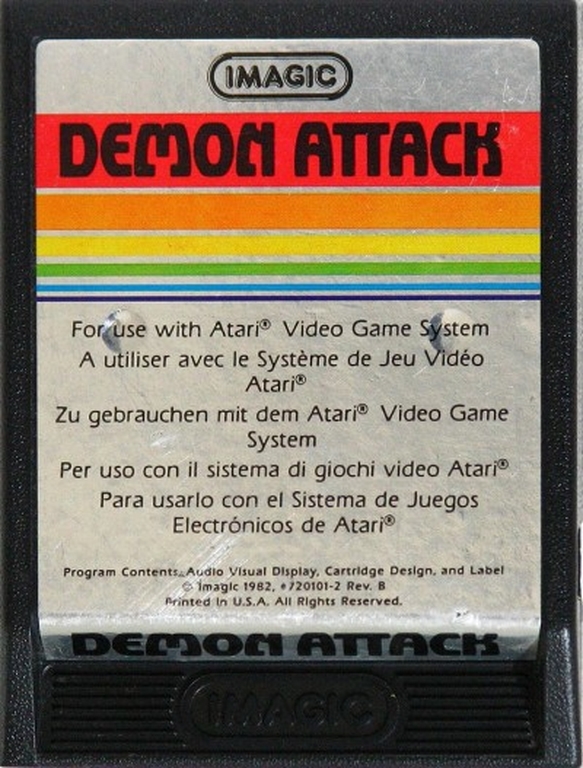 IMAGIC
DEMON ATTACK
For use with Atari® Video Game System
A utiliser avec le Système de Jeu Vidéo
Atari®
Zu gebrauchen mit dem Atari® Video Game
System
Per uso con il sistema di giochi video Atari®
Para usarlo con el Sistema de Juegos
Electrónicos de Atari®
Program Contents, Audio Visual Display, Cartridge Design, and Label
© Imagic 1982, #720101-2 Rev. B
Printed in U.S.A. All Rights Reserved.
DEMON ATTACK
IMAGIC